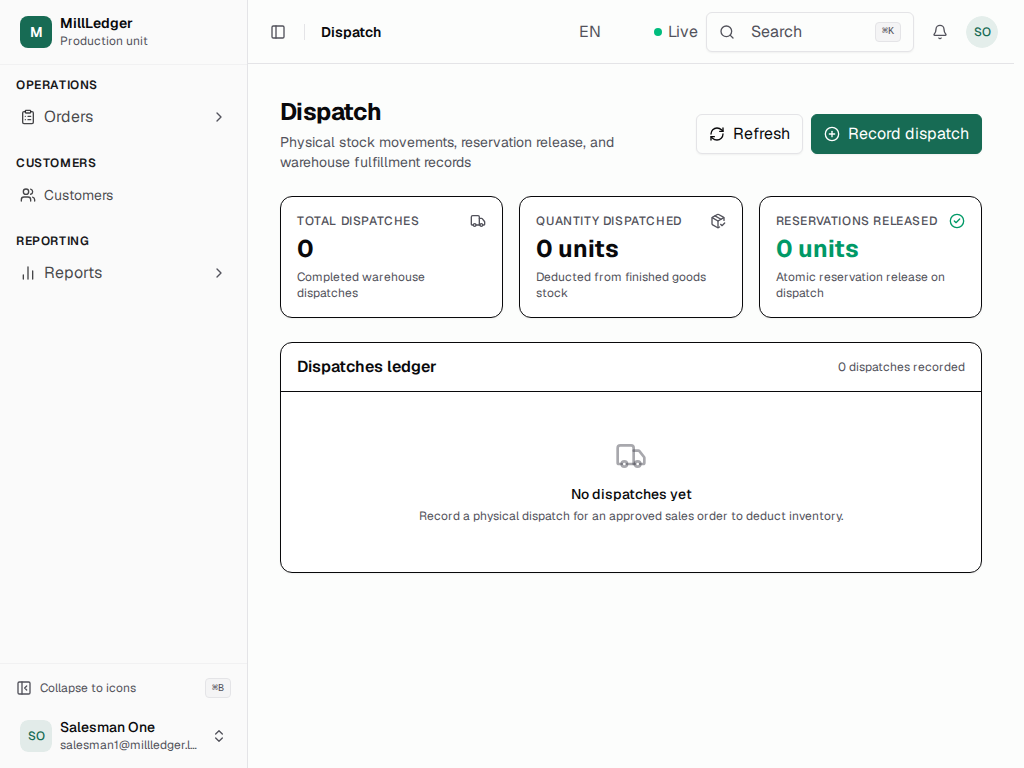 M
MillLedger
Production unit
OPERATIONS
Orders
CUSTOMERS
Customers
REPORTING
Reports
Collapse to icons
⌘B
SO
Salesman One
salesman1@millledger.l...
Dispatch
EN
Live
Search
⌘K
SO
Dispatch
Physical stock movements, reservation release, and
warehouse fulfillment records
Refresh
Record dispatch
TOTAL DISPATCHES
0
Completed warehouse
dispatches
QUANTITY DISPATCHED
0 units
Deducted from finished goods
stock
RESERVATIONS RELEASED
0 units
Atomic reservation release on
dispatch
Dispatches ledger
0 dispatches recorded
No dispatches yet
Record a physical dispatch for an approved sales order to deduct inventory.